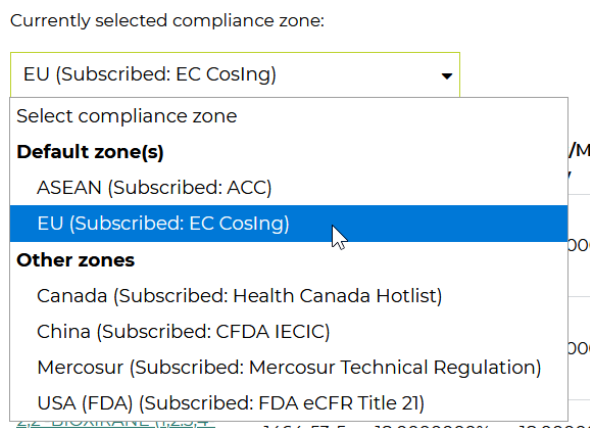 Currently selected compliance zone:
EU (Subscribed: EC CosIng)
Select compliance zone
Default zone(s)
ASEAN (Subscribed: ACC)
EU (Subscribed: EC CosIng)
Other zones
Canada (Subscribed: Health Canada Hotlist)
China (Subscribed: CFDA IECIC)
Mercosur (Subscribed: Mercosur Technical Regulation)
USA (FDA) (Subscribed: FDA eCFR Title 21)